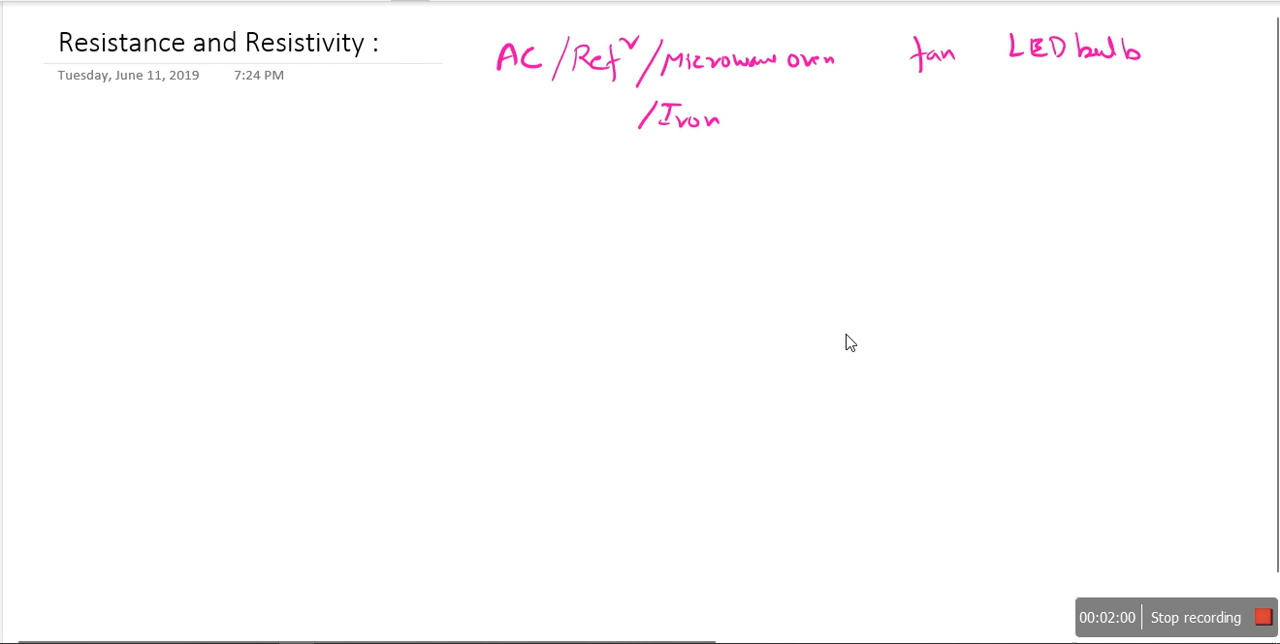 Resistance and Resistivity :
Tuesday, June 11, 2019 7:24 PM
AC / Refr / Microwave oven fan LED bulb
/ Iron
00:02:00 Stop recording